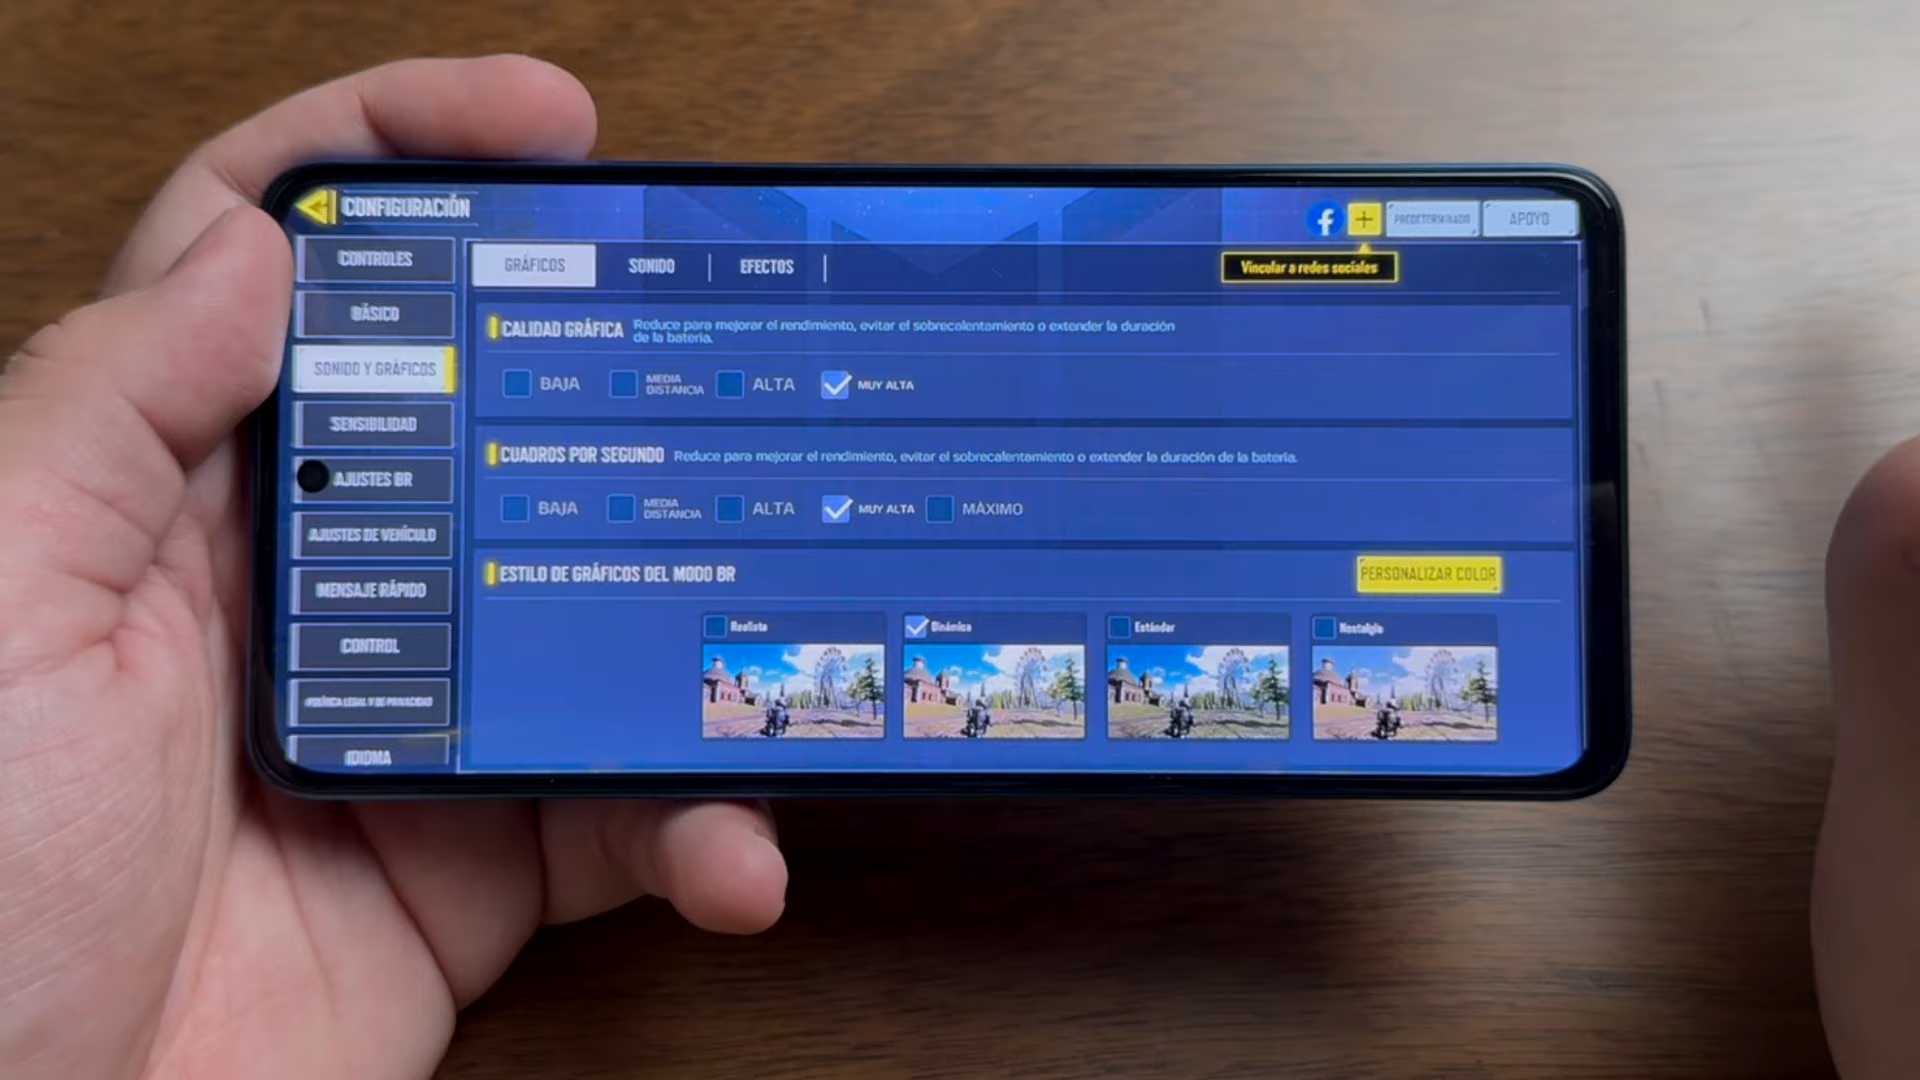 CONFIGURACIÓN
PREDETERMINADO
APOYO
Vincular a redes sociales
CONTROLES
BÁSICO
SONIDO Y GRÁFICOS
SENSIBILIDAD
AJUSTES BR
AJUSTES DE VEHÍCULO
MENSAJE RÁPIDO
CONTROL
POLÍTICA LEGAL Y DE PRIVACIDAD
IDIOMA
GRÁFICOS
SONIDO
EFECTOS
CALIDAD GRÁFICA
Reduce para mejorar el rendimiento, evitar el sobrecalentamiento o extender la duración
de la batería.
BAJA
MEDIA
DISTANCIA
ALTA
MUY ALTA
CUADROS POR SEGUNDO
Reduce para mejorar el rendimiento, evitar el sobrecalentamiento o extender la duración de la batería.
BAJA
MEDIA
DISTANCIA
ALTA
MUY ALTA
MÁXIMO
ESTILO DE GRÁFICOS DEL MODO BR
PERSONALIZAR COLOR
Realista
Dinámica
Estándar
Nostalgia